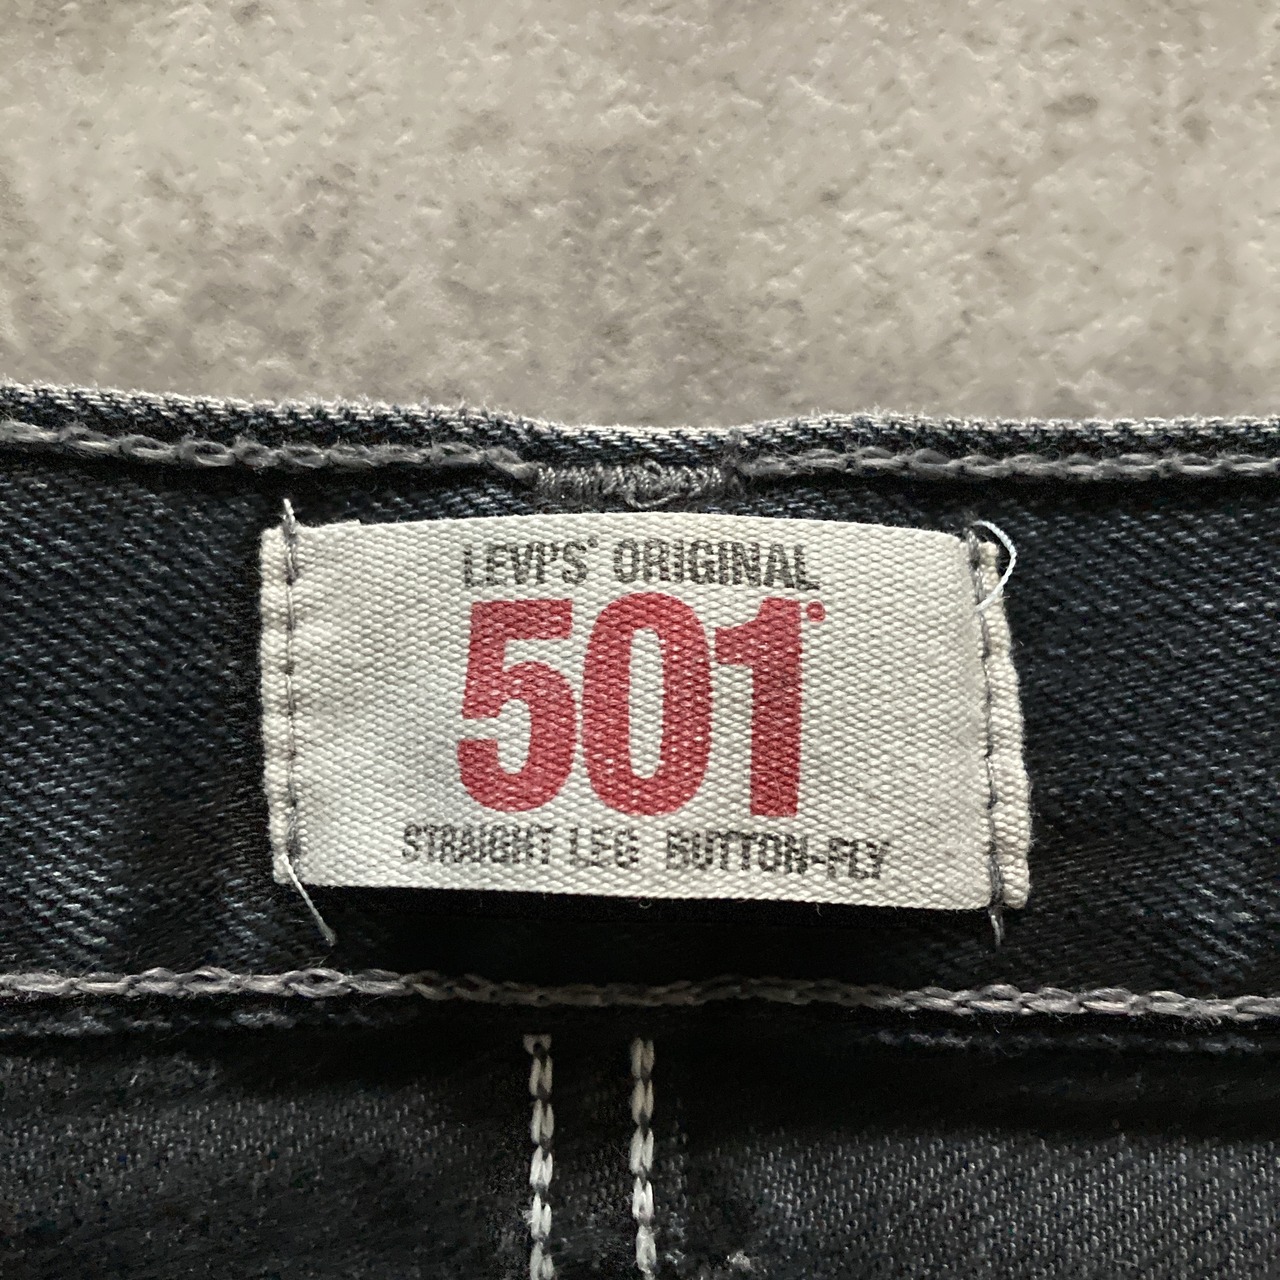 LEVI'S® ORIGINAL
501®
STRAIGHT LEG BUTTON-FLY